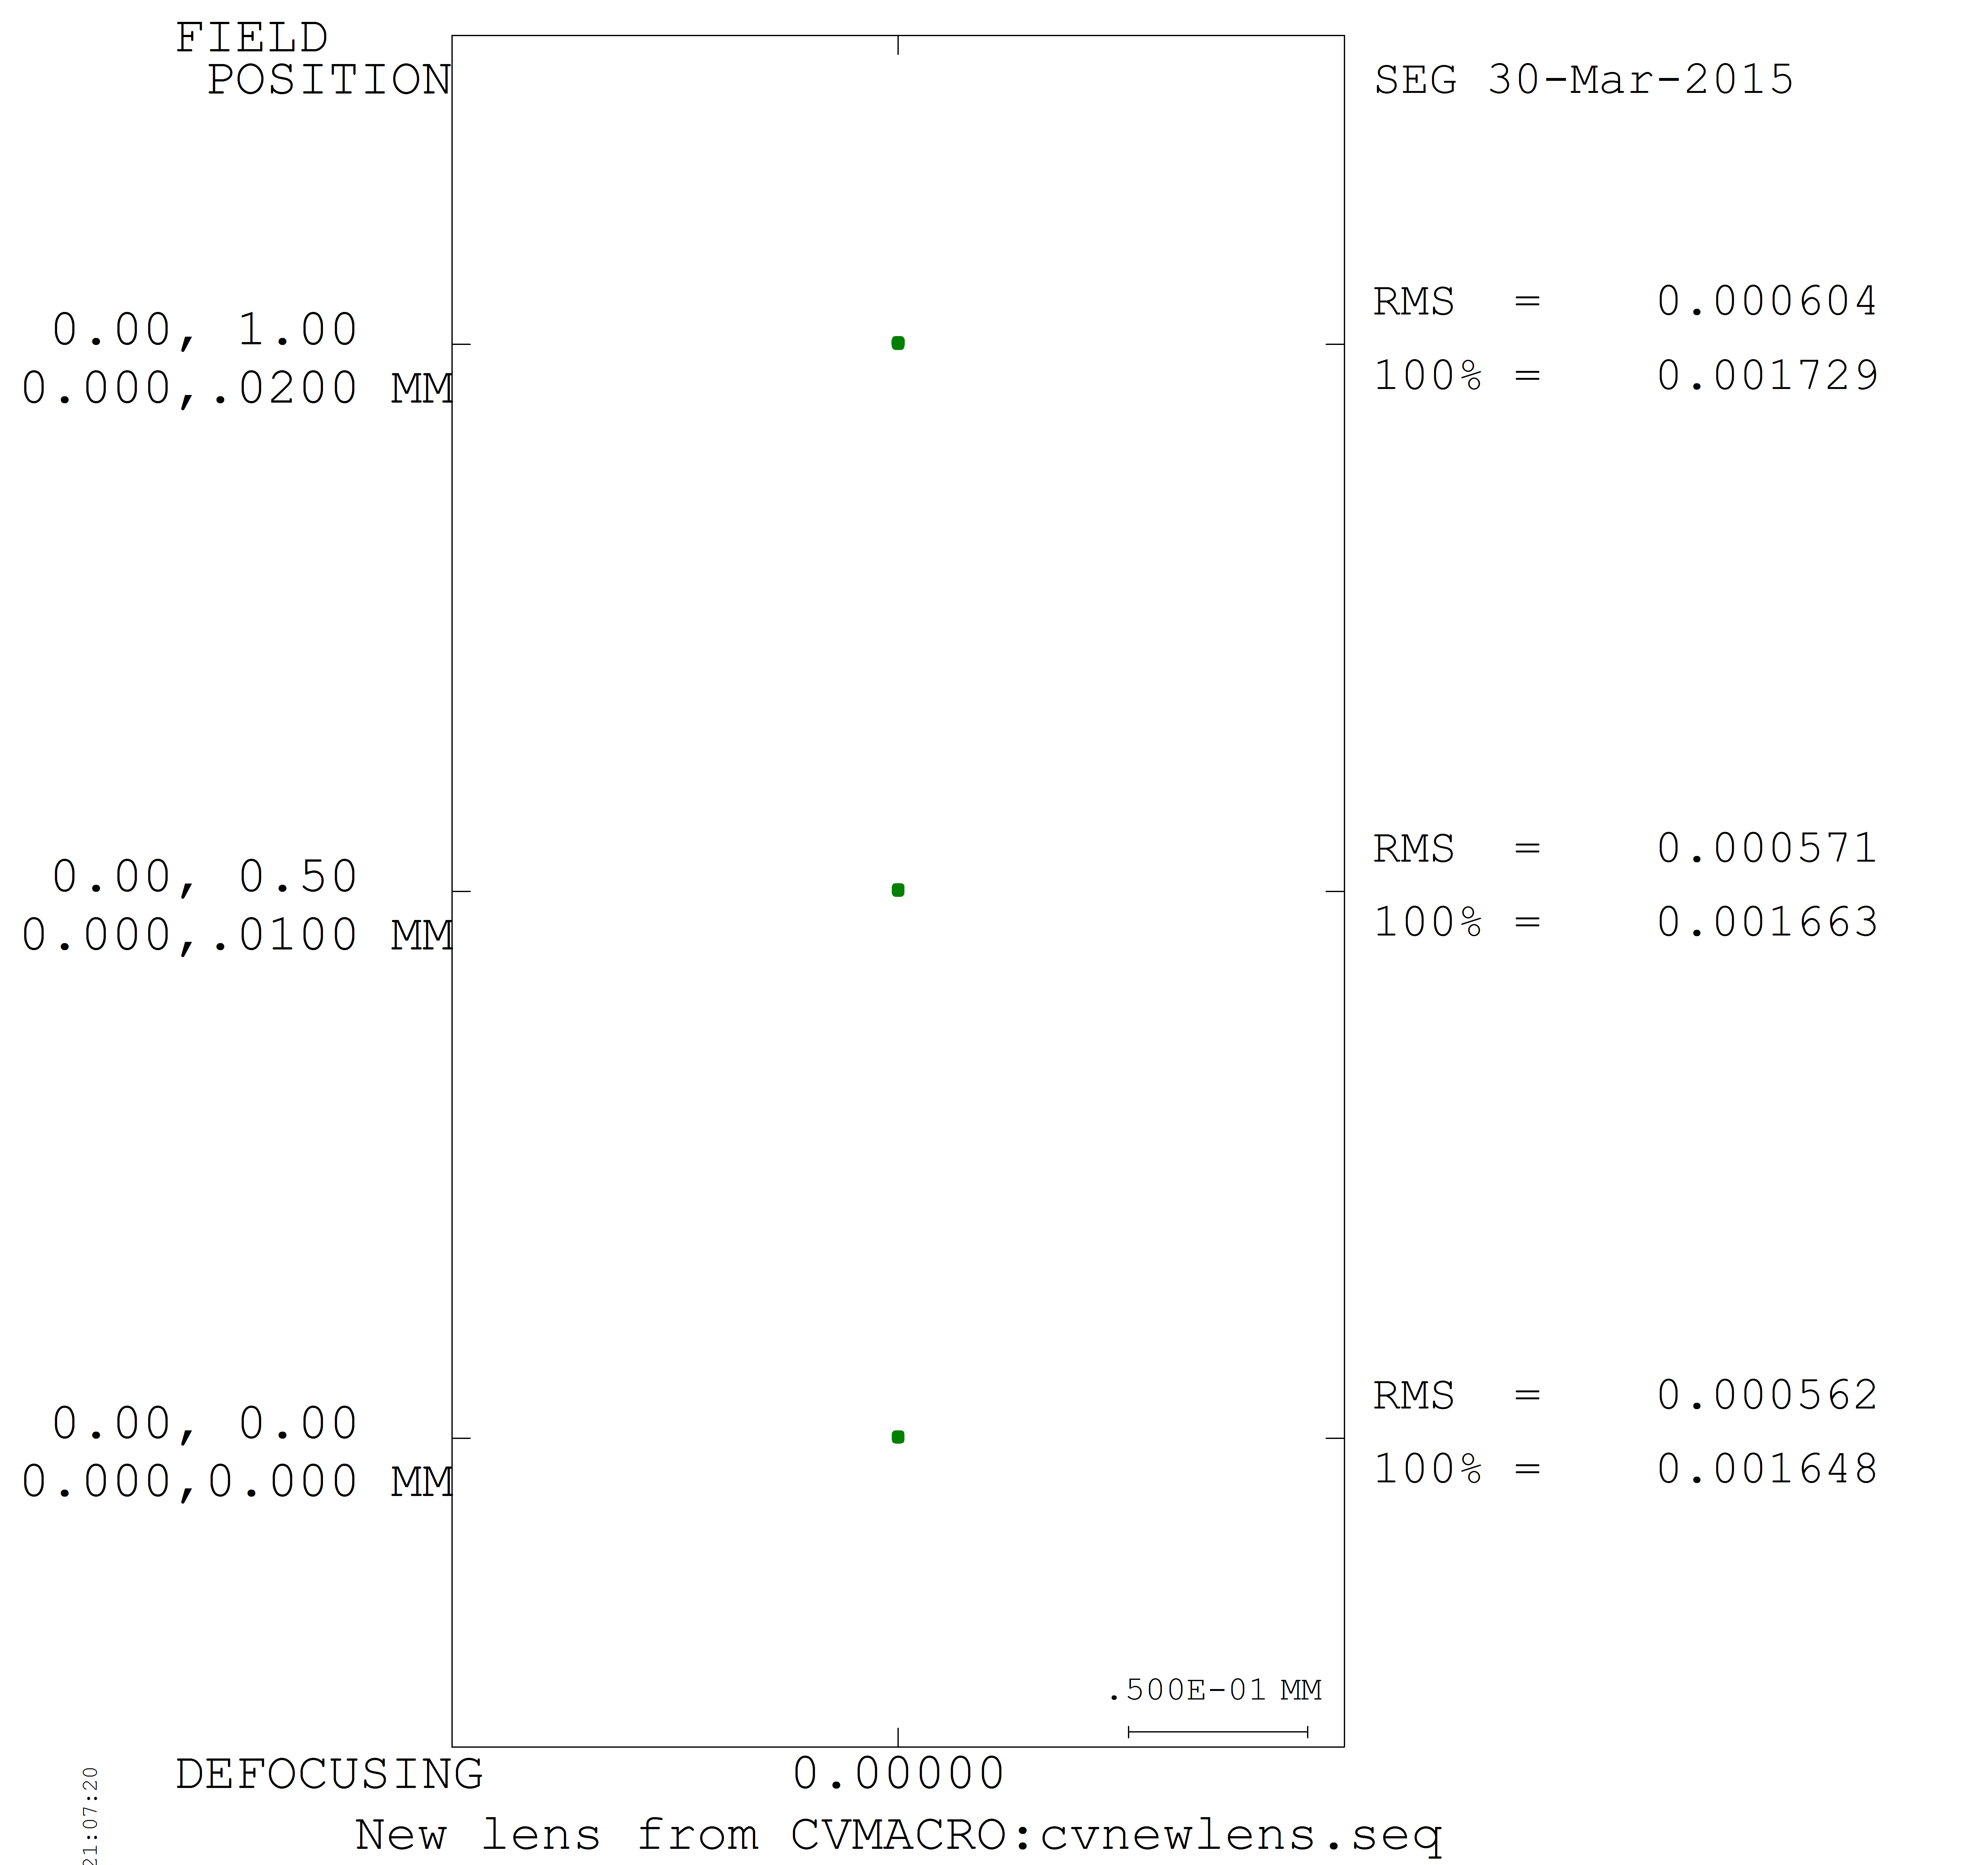 FIELD
POSITION
SEG 30-Mar-2015
0.00, 1.00
0.000,.0200 MM
RMS = 0.000604
100% = 0.001729
0.00, 0.50
0.000,.0100 MM
RMS = 0.000571
100% = 0.001663
0.00, 0.00
0.000,0.000 MM
RMS = 0.000562
100% = 0.001648
.500E-01 MM
DEFOCUSING 0.00000
New lens from CVMACRO:cvnewlens.seq
21:07:20